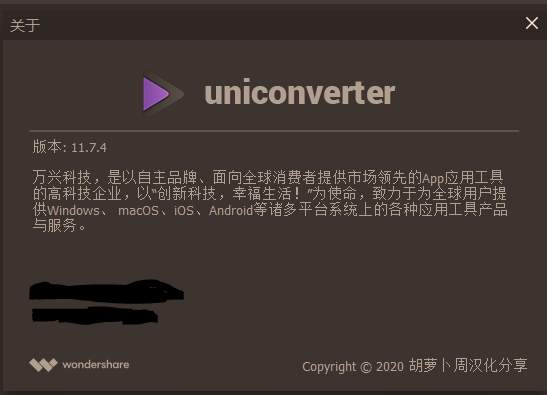 关于
uniconverter
版本: 11.7.4
万兴科技，是以自主品牌、面向全球消费者提供市场领先的App应用工具
的高科技企业，以“创新科技，幸福生活！”为使命，致力于为全球用户提
供Windows、 macOS、iOS、Android等诸多平台系统上的各种应用工具产品
与服务。
wondershare
Copyright © 2020 胡萝卜周汉化分享